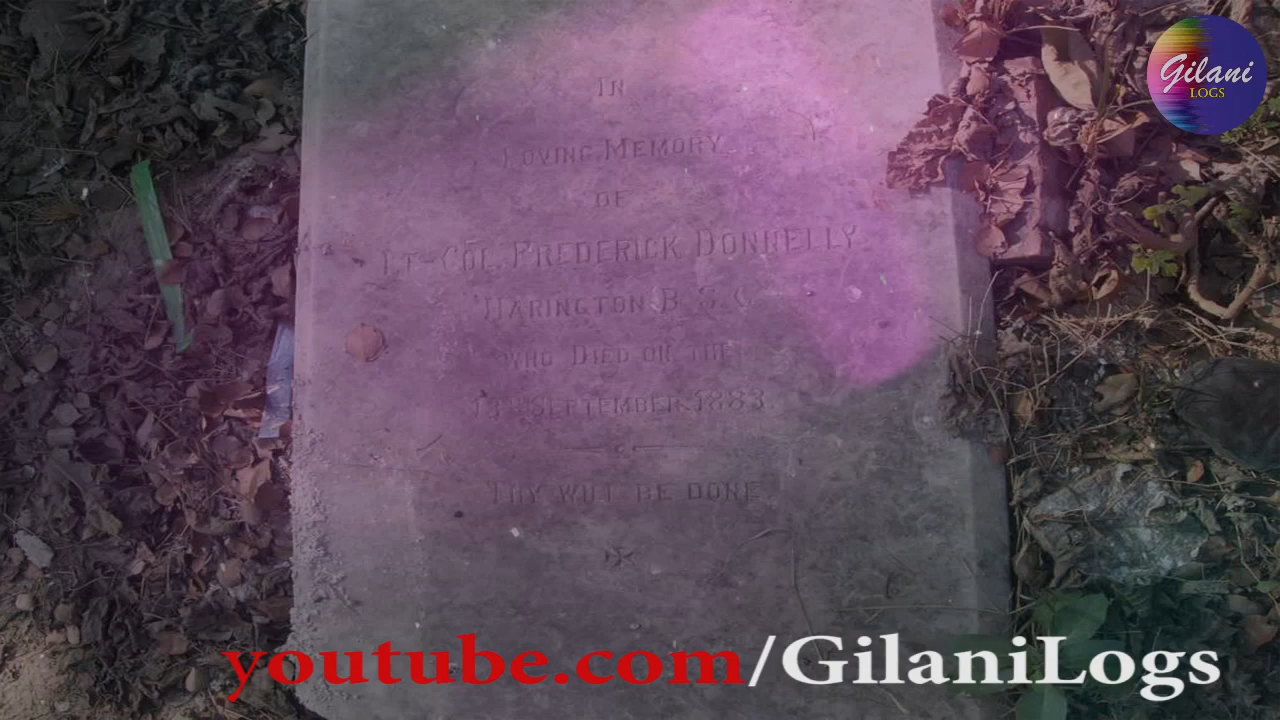 Gilani
LOGS
IN
LOVING MEMORY
OF
LT. COL. FREDERICK DONNELLY
HARINGTON B. S. C.
WHO DIED ON THE
13TH SEPTEMBER 1883.
THY WILL BE DONE
youtube.com/GilaniLogs